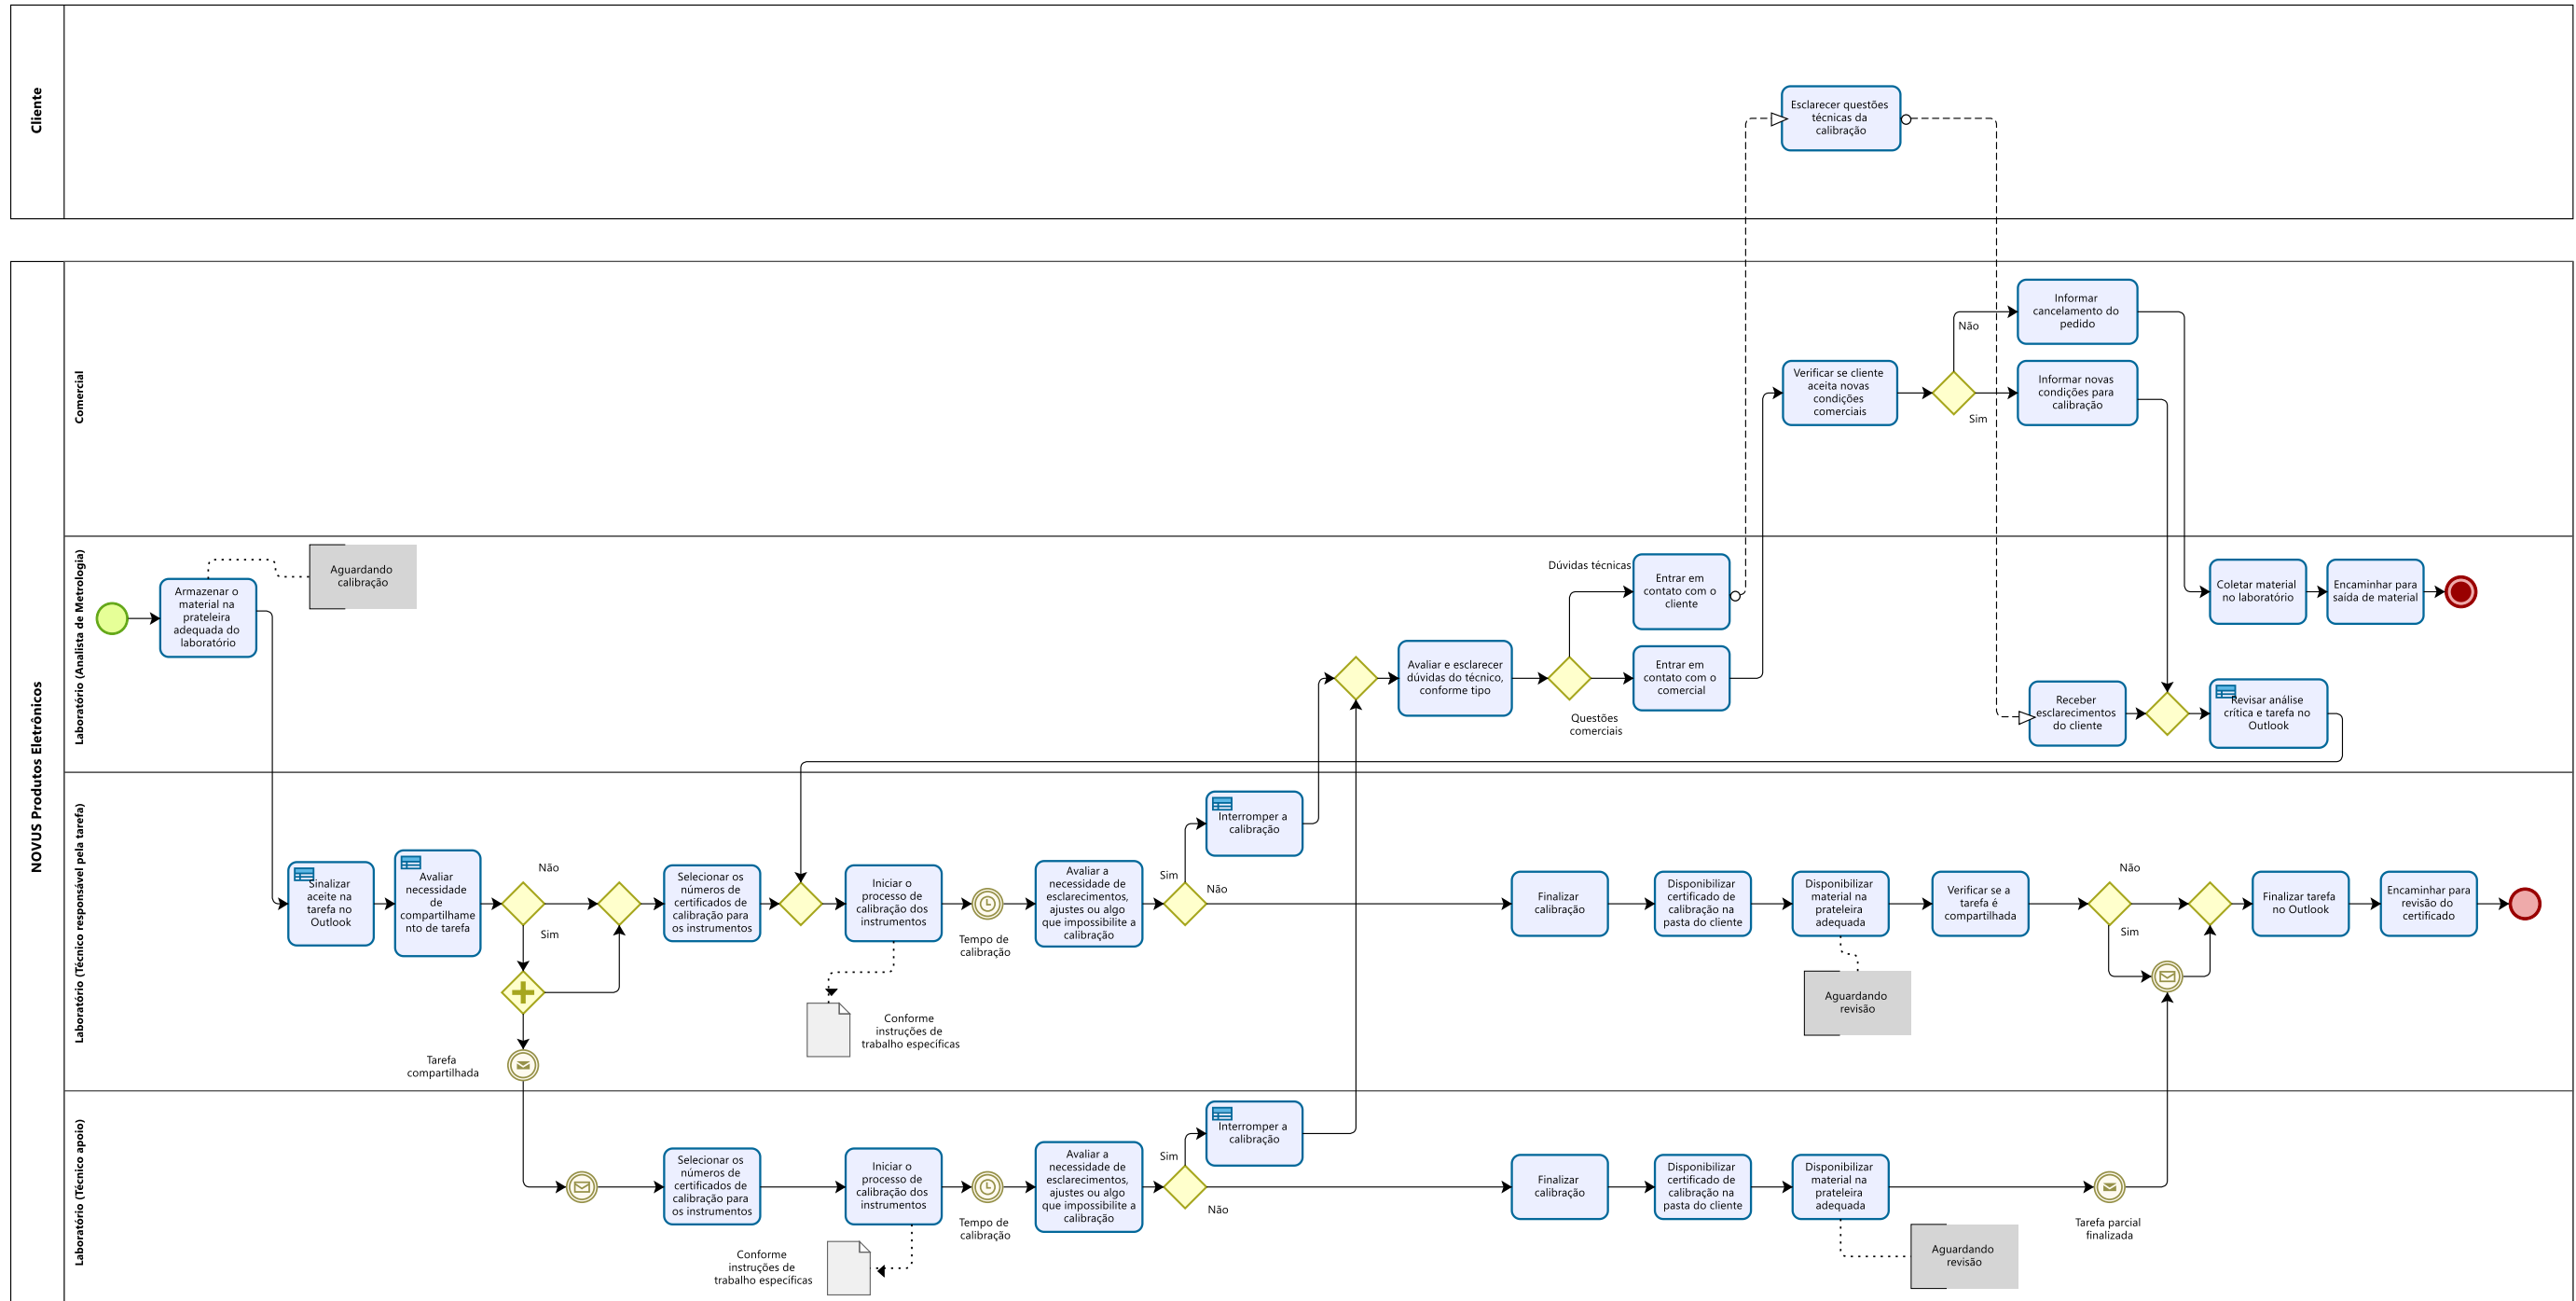 Cliente
Esclarecer questões
técnicas da
calibração
NOVUS Produtos Eletrônicos
Comercial
Informar
cancelamento do
pedido
Não
Verificar se cliente
aceita novas
condições
comerciais
Informar novas
condições para
calibração
Sim
Laboratório (Analista de Metrologia)
Aguardando
calibração
Armazenar o
material na
prateleira
adequada do
laboratório
Dúvidas técnicas
Entrar em
contato com o
cliente
Coletar material
no laboratório
Encaminhar para
saída de material
Avaliar e esclarecer
dúvidas do técnico,
conforme tipo
Entrar em
contato com o
comercial
Questões
comerciais
Receber
esclarecimentos
do cliente
Revisar análise
crítica e tarefa no
Outlook
Laboratório (Técnico responsável pela tarefa)
Interromper a
calibração
Sinalizar
aceite na
tarefa no
Outlook
Avaliar
necessidade
de
compartilhame
nto de tarefa
Não
Sim
Selecionar os
números de
certificados de
calibração para
os instrumentos
Iniciar o
processo de
calibração dos
instrumentos
Tempo de
calibração
Avaliar a
necessidade de
esclarecimentos,
ajustes ou algo
que impossibilite a
calibração
Sim
Não
Finalizar
calibração
Disponibilizar
certificado de
calibração na
pasta do cliente
Disponibilizar
material na
prateleira
adequada
Verificar se a
tarefa é
compartilhada
Não
Sim
Finalizar tarefa
no Outlook
Encaminhar para
revisão do
certificado
Aguardando
revisão
Conforme
instruções de
trabalho específicas
Tarefa
compartilhada
Laboratório (Técnico apoio)
Interromper a
calibração
Selecionar os
números de
certificados de
calibração para
os instrumentos
Iniciar o
processo de
calibração dos
instrumentos
Tempo de
calibração
Avaliar a
necessidade de
esclarecimentos,
ajustes ou algo
que impossibilite a
calibração
Sim
Não
Finalizar
calibração
Disponibilizar
certificado de
calibração na
pasta do cliente
Disponibilizar
material na
prateleira
adequada
Tarefa parcial
finalizada
Conforme
instruções de
trabalho específicas
Aguardando
revisão